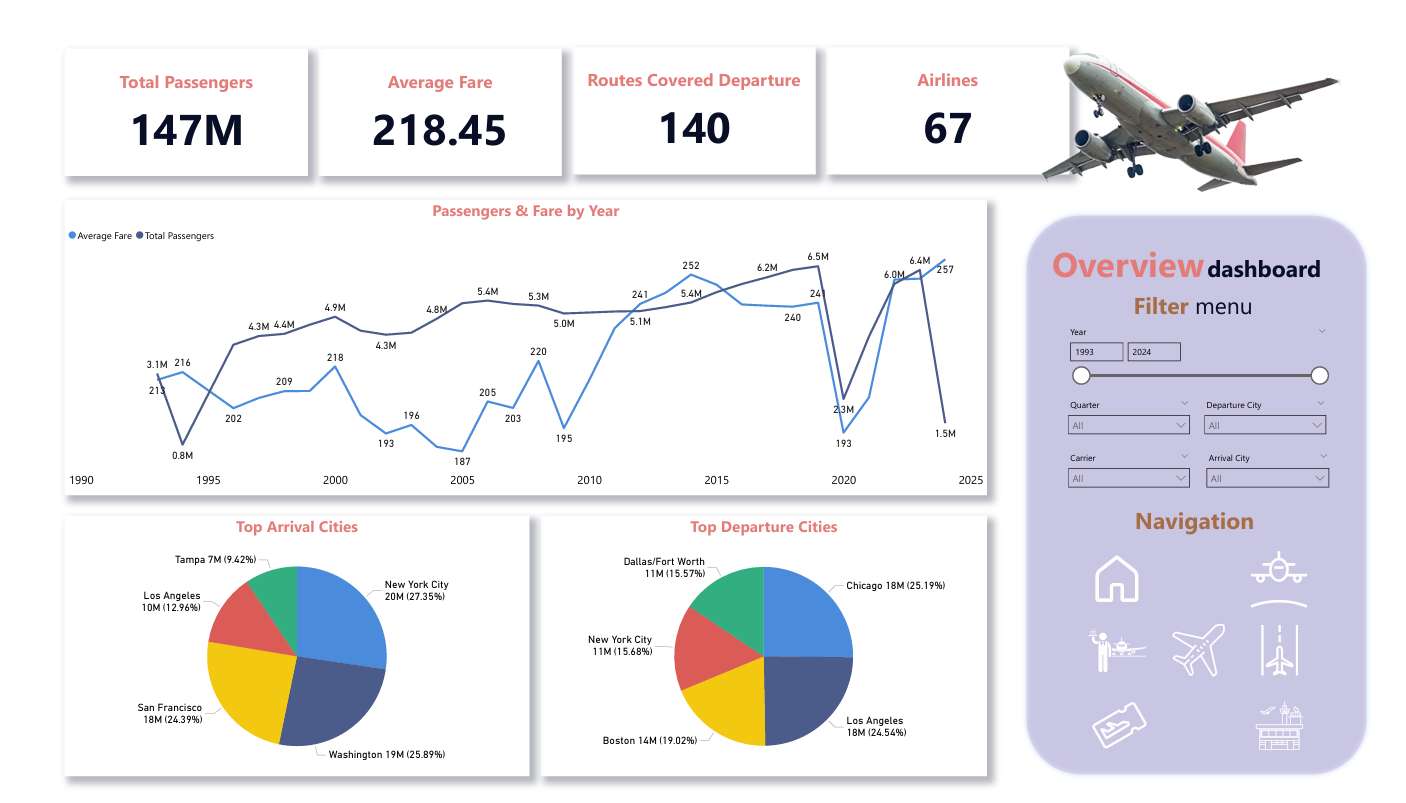 Total Passengers
147M
Average Fare
218.45
Routes Covered Departure
140
Airlines
67
Passengers & Fare by Year
Average Fare Total Passengers
3.1M
213
216
0.8M
202
4.3M
4.4M
209
4.9M
218
4.3M
193
196
4.8M
187
5.4M
205
203
5.3M
220
5.0M
195
241
5.1M
252
5.4M
6.2M
240
6.5M
241
2.3M
193
6.0M
6.4M
257
1.5M
1990 1995 2000 2005 2010 2015 2020 2025
Top Arrival Cities
Tampa 7M (9.42%)
New York City
20M (27.35%)
Los Angeles
10M (12.96%)
San Francisco
18M (24.39%)
Washington 19M (25.89%)
Top Departure Cities
Dallas/Fort Worth
11M (15.57%)
Chicago 18M (25.19%)
New York City
11M (15.68%)
Boston 14M (19.02%)
Los Angeles
18M (24.54%)
Overview dashboard
Filter menu
Year
1993 2024
Quarter
All
Departure City
All
Carrier
All
Arrival City
All
Navigation